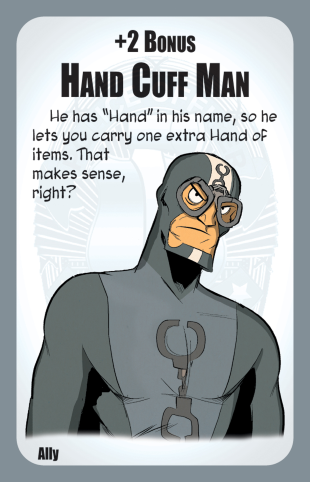 +2 Bonus
Hand Cuff Man
He has "Hand" in his name, so he
lets you carry one extra Hand of
items. That
makes sense,
right?
Ally